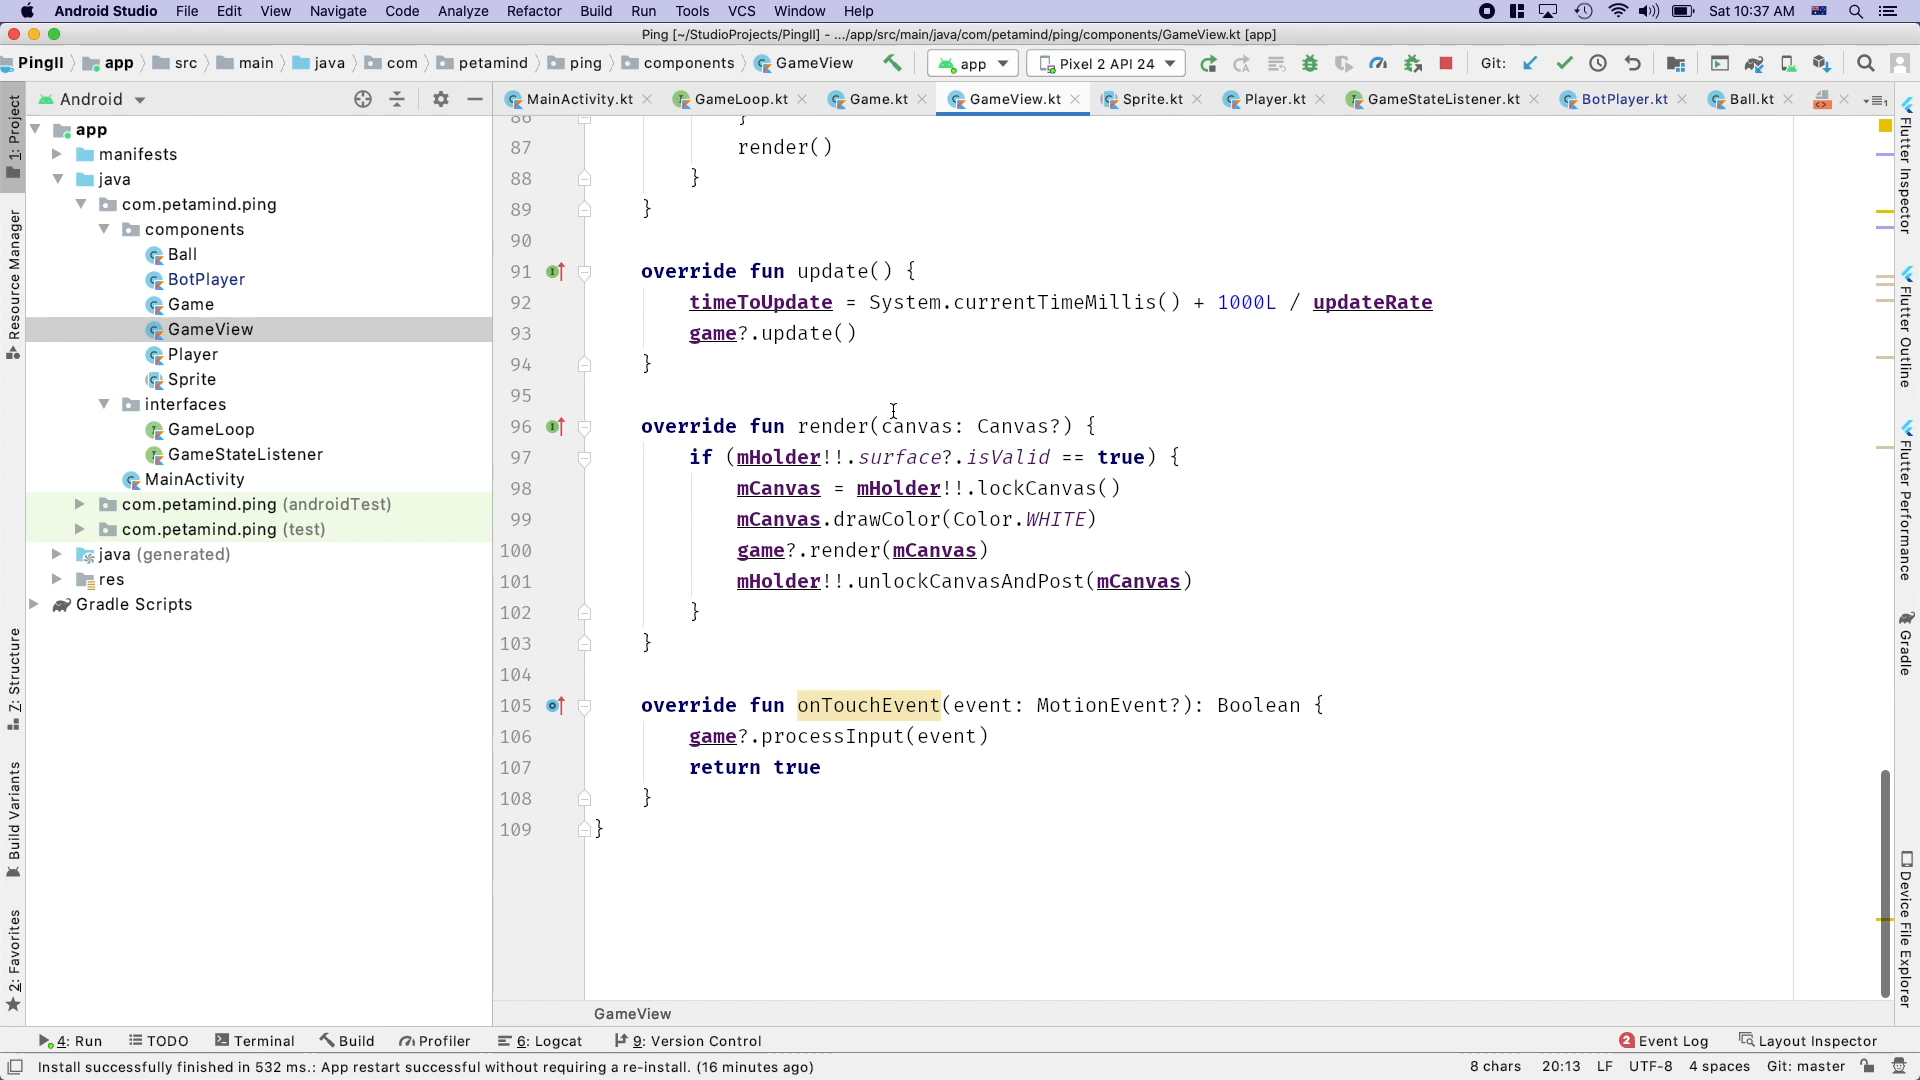 Android Studio File Edit View Navigate Code Analyze Refactor Build Run Tools VCS Window Help Sat 10:37 AM
Ping [~/StudioProjects/PingII] - .../app/src/main/java/com/petamind/ping/components/GameView.kt [app]
PingII app src main java com petamind ping components GameView app Pixel 2 API 24 Git:
Android MainActivity.kt GameLoop.kt Game.kt GameView.kt Sprite.kt Player.kt GameStateListener.kt BotPlayer.kt Ball.kt
1: Project
Resource Manager
Z: Structure
Build Variants
2: Favorites
app
manifests
java
com.petamind.ping
components
Ball
BotPlayer
Game
GameView
Player
Sprite
interfaces
GameLoop
GameStateListener
MainActivity
com.petamind.ping (androidTest)
com.petamind.ping (test)
java (generated)
res
Gradle Scripts
86 }
87 render()
88 }
89 }
90
91 override fun update() {
92 timeToUpdate = System.currentTimeMillis() + 1000L / updateRate
93 game?.update()
94 }
95
96 override fun render(canvas: Canvas?) {
97 if (mHolder!!.surface?.isValid == true) {
98 mCanvas = mHolder!!.lockCanvas()
99 mCanvas.drawColor(Color.WHITE)
100 game?.render(mCanvas)
101 mHolder!!.unlockCanvasAndPost(mCanvas)
102 }
103 }
104
105 override fun onTouchEvent(event: MotionEvent?): Boolean {
106 game?.processInput(event)
107 return true
108 }
109 }
GameView
Flutter Inspector
Flutter Outline
Flutter Performance
Gradle
Device File Explorer
4: Run TODO Terminal Build Profiler 6: Logcat 9: Version Control 2 Event Log Layout Inspector
Install successfully finished in 532 ms.: App restart successful without requiring a re-install. (16 minutes ago) 8 chars 20:13 LF UTF-8 4 spaces Git: master